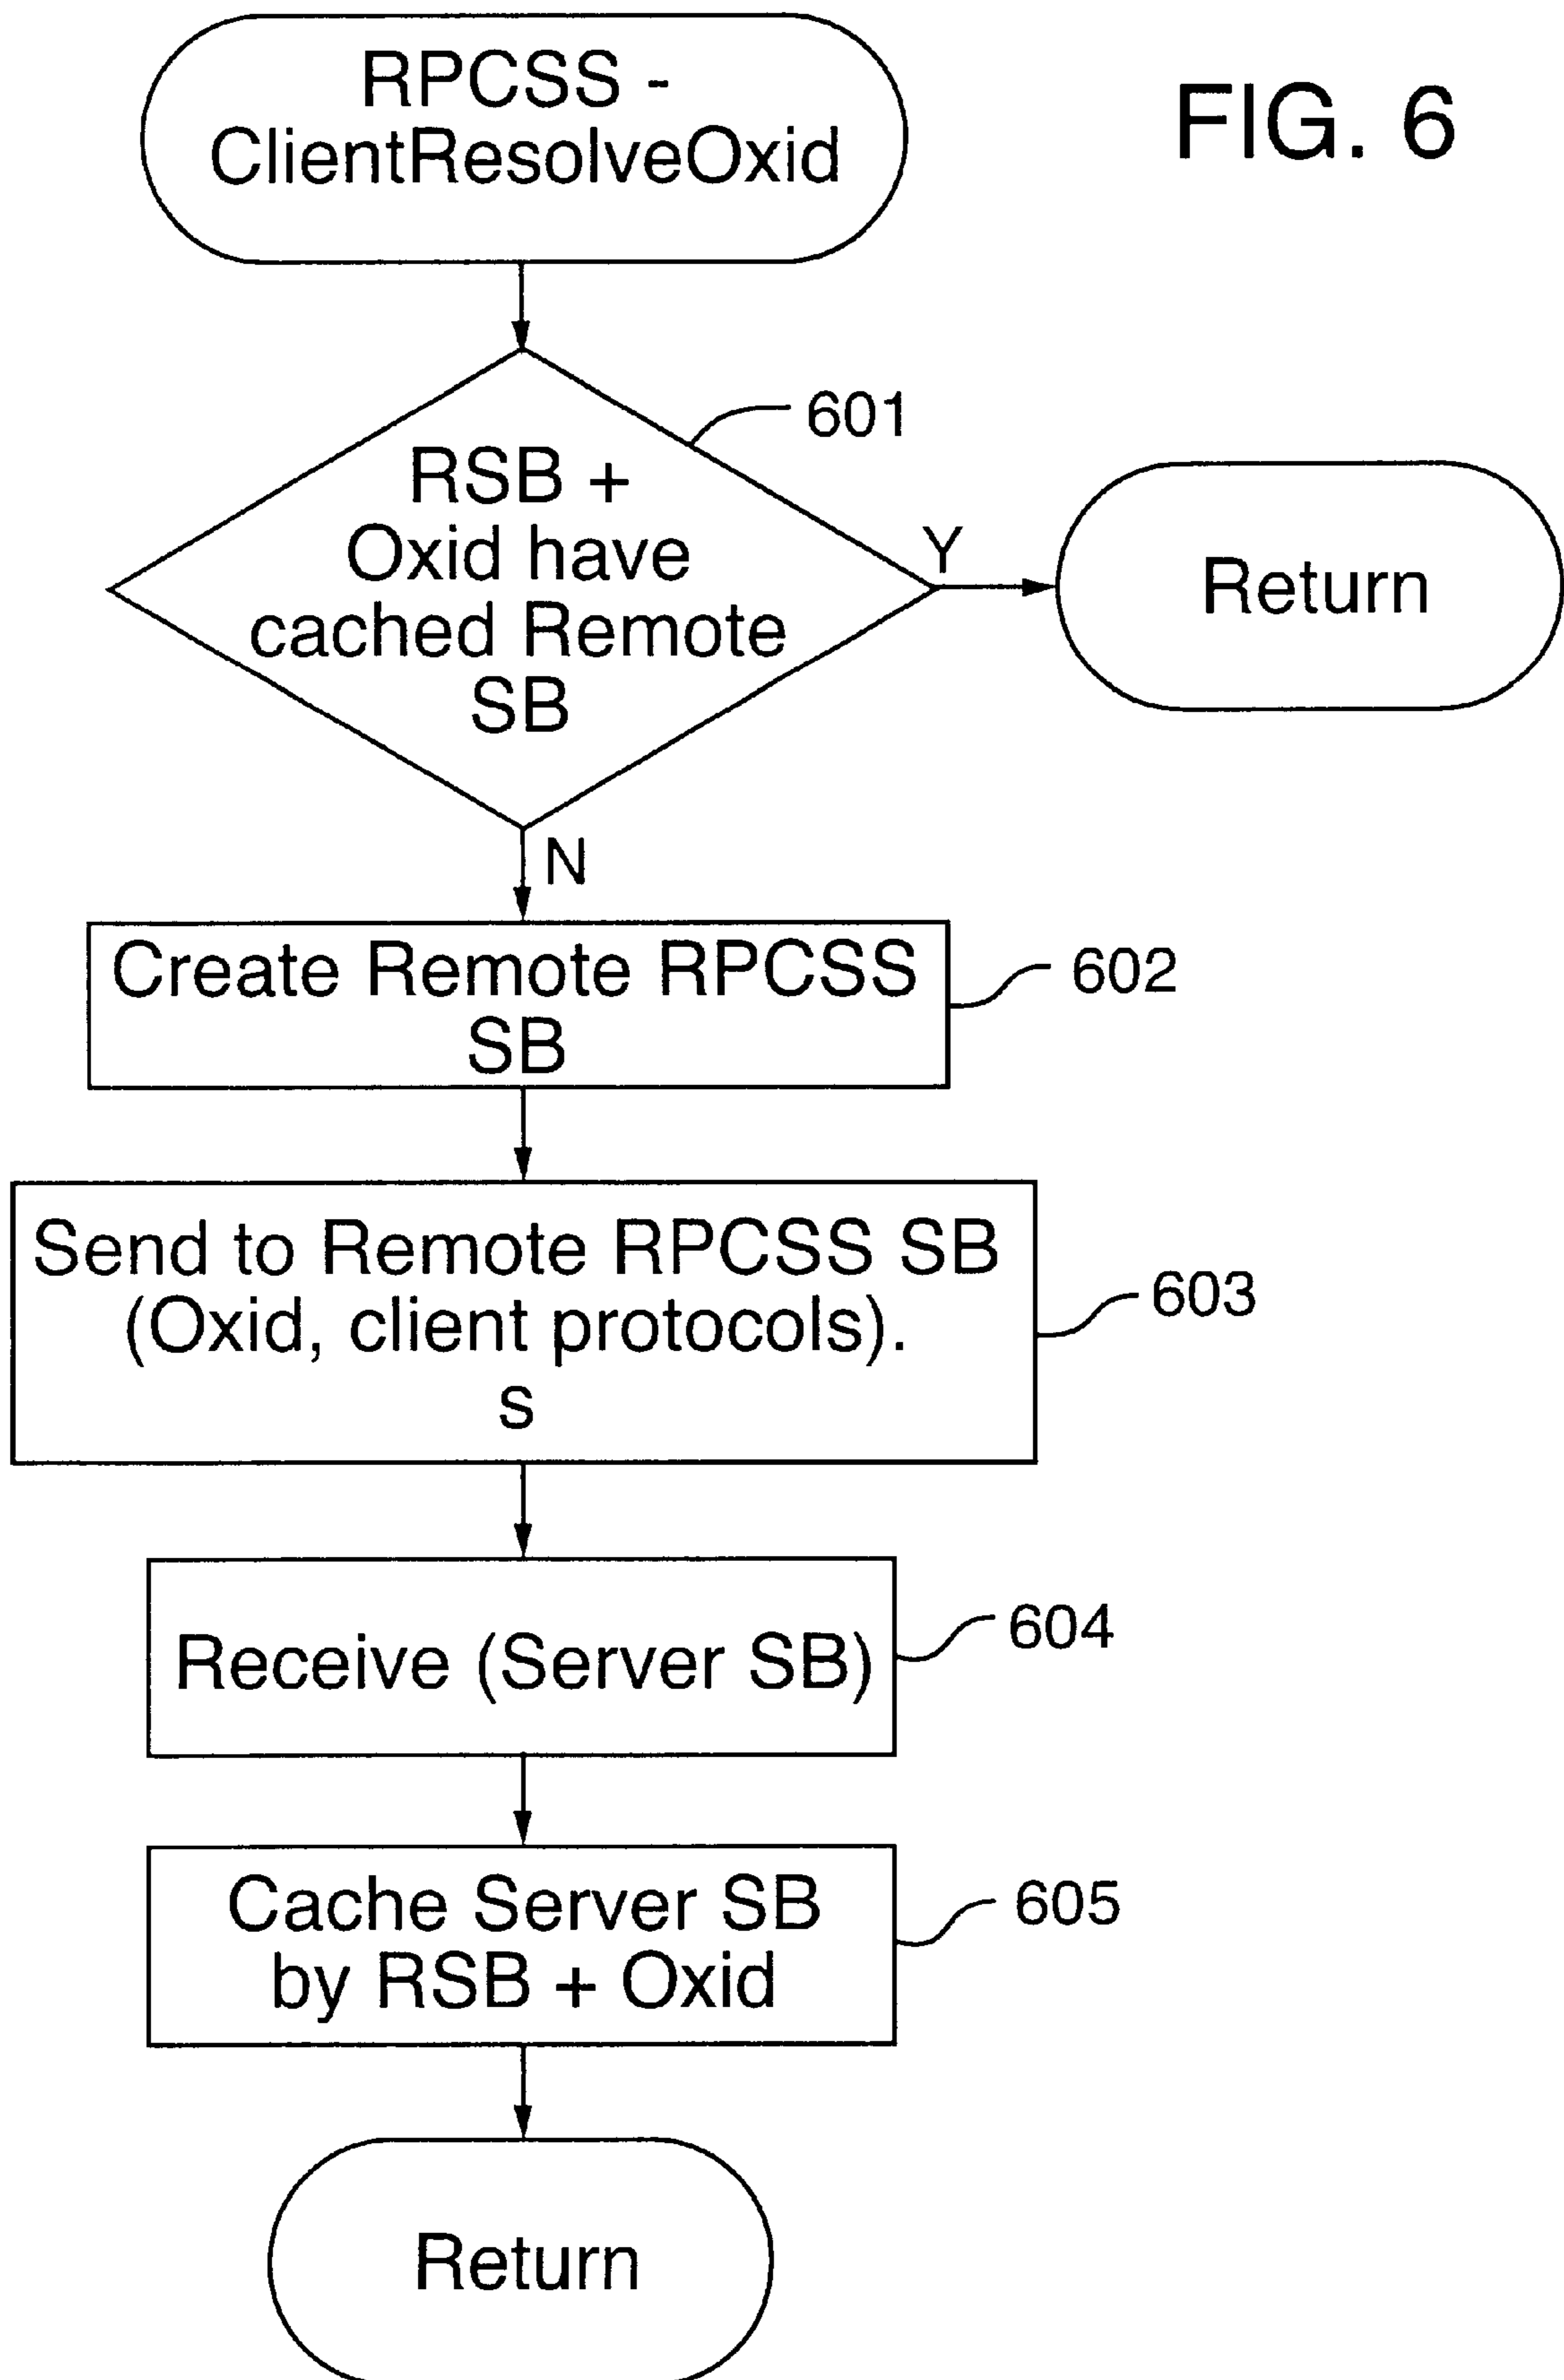 RPCSS -
ClientResolveOxid
FIG. 6
601
RSB +
Oxid have
cached Remote
SB
Y
Return
N
Create Remote RPCSS
SB
602
Send to Remote RPCSS SB
(Oxid, client protocols).
s
603
Receive (Server SB)
604
Cache Server SB
by RSB + Oxid
605
Return